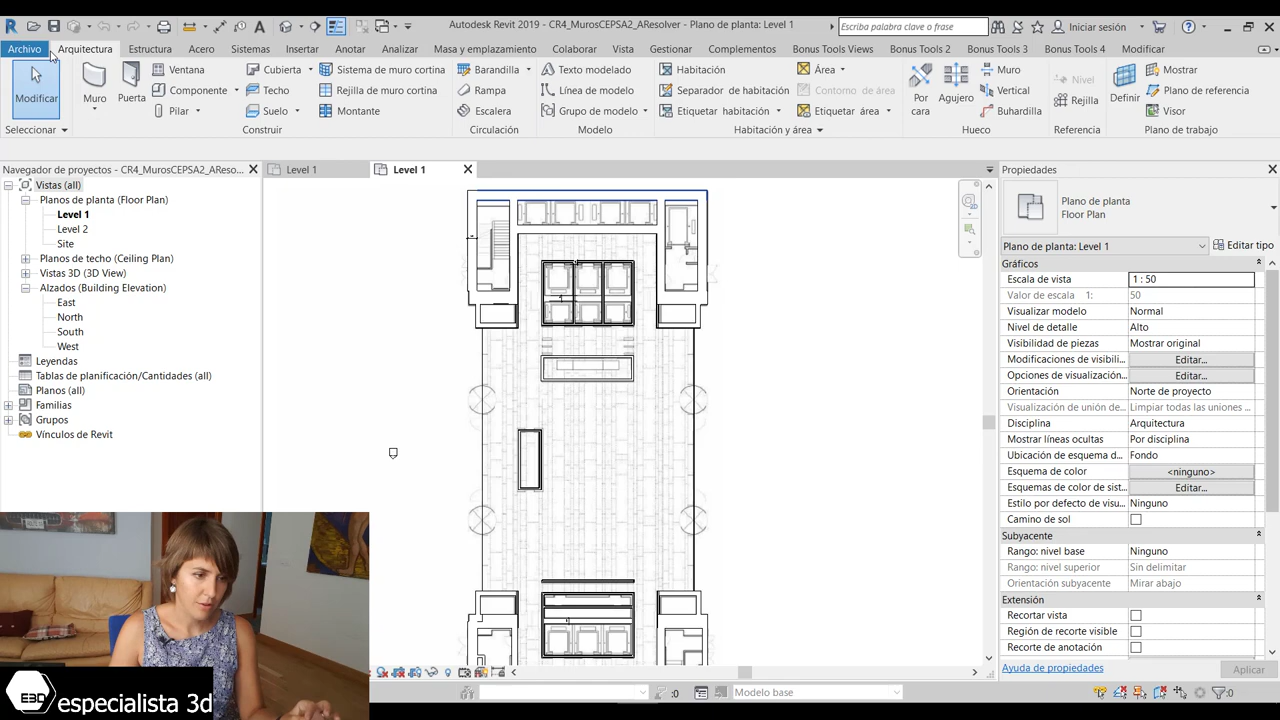 Autodesk Revit 2019 - CR4_MurosCEPSA2_AResolver - Plano de planta: Level 1
Escriba palabra clave o frase
Iniciar sesión
Archivo
Arquitectura
Estructura
Acero
Sistemas
Insertar
Anotar
Analizar
Masa y emplazamiento
Colaborar
Vista
Gestionar
Complementos
Bonus Tools Views
Bonus Tools 2
Bonus Tools 3
Bonus Tools 4
Modificar
Modificar
Muro
Puerta
Ventana
Componente
Pilar
Cubierta
Techo
Suelo
Sistema de muro cortina
Rejilla de muro cortina
Montante
Barandilla
Rampa
Escalera
Texto modelado
Línea de modelo
Grupo de modelo
Habitación
Separador de habitación
Etiquetar habitación
Área
Contorno de área
Etiquetar área
Por
cara
Agujero
Muro
Vertical
Buhardilla
Nivel
Rejilla
Definir
Mostrar
Plano de referencia
Visor
Seleccionar
Construir
Circulación
Modelo
Habitación y área
Hueco
Referencia
Plano de trabajo
Navegador de proyectos - CR4_MurosCEPSA2_AResolver
Level 1
Level 1
Vistas (all)
Planos de planta (Floor Plan)
Level 1
Level 2
Site
Planos de techo (Ceiling Plan)
Vistas 3D (3D View)
Alzados (Building Elevation)
East
North
South
West
Leyendas
Tablas de planificación/Cantidades (all)
Planos (all)
Familias
Grupos
Vínculos de Revit
Propiedades
Plano de planta
Floor Plan
Plano de planta: Level 1
Editar tipo
Gráficos
Escala de vista 1 : 50
Valor de escala 1: 50
Visualizar modelo Normal
Nivel de detalle Alto
Visibilidad de piezas Mostrar original
Modificaciones de visibili... Editar...
Opciones de visualización... Editar...
Orientación Norte de proyecto
Visualización de unión de... Limpiar todas las uniones ...
Disciplina Arquitectura
Mostrar líneas ocultas Por disciplina
Ubicación de esquema d... Fondo
Esquema de color <ninguno>
Esquemas de color de sist... Editar...
Estilo por defecto de visu... Ninguno
Camino de sol
Subyacente
Rango: nivel base Ninguno
Rango: nivel superior Sin delimitar
Orientación subyacente Mirar abajo
Extensión
Recortar vista
Región de recorte visible
Recorte de anotación
Ayuda de propiedades
Aplicar
:0
Modelo base
:0
E3D
especialista 3d